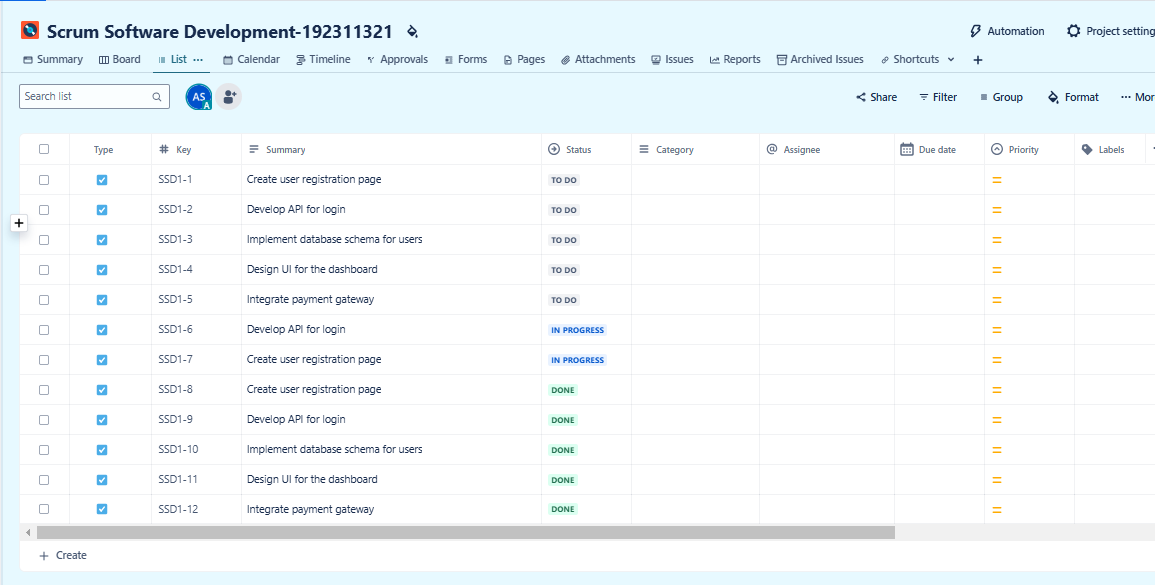 Scrum Software Development-192311321
Automation Project setting
Summary Board List Calendar Timeline Approvals Forms Pages Attachments Issues Reports Archived Issues Shortcuts
Search list AS A Share Filter Group Format Mor
Type Key Summary Status Category Assignee Due date Priority Labels
SSD1-1 Create user registration page TO DO
SSD1-2 Develop API for login TO DO
SSD1-3 Implement database schema for users TO DO
SSD1-4 Design UI for the dashboard TO DO
SSD1-5 Integrate payment gateway TO DO
SSD1-6 Develop API for login IN PROGRESS
SSD1-7 Create user registration page IN PROGRESS
SSD1-8 Create user registration page DONE
SSD1-9 Develop API for login DONE
SSD1-10 Implement database schema for users DONE
SSD1-11 Design UI for the dashboard DONE
SSD1-12 Integrate payment gateway DONE
+ Create